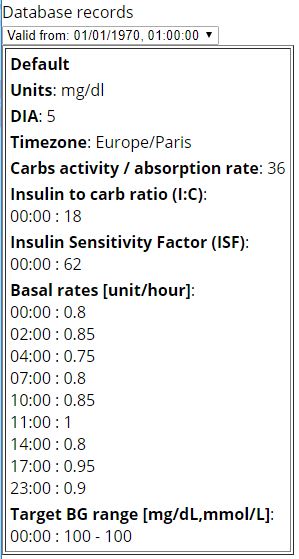 Database records
Valid from: 01/01/1970, 01:00:00
Default
Units: mg/dl
DIA: 5
Timezone: Europe/Paris
Carbs activity / absorption rate: 36
Insulin to carb ratio (I:C):
00:00 : 18
Insulin Sensitivity Factor (ISF):
00:00 : 62
Basal rates [unit/hour]:
00:00 : 0.8
02:00 : 0.85
04:00 : 0.75
07:00 : 0.8
10:00 : 0.85
11:00 : 1
14:00 : 0.8
17:00 : 0.95
23:00 : 0.9
Target BG range [mg/dL,mmol/L]:
00:00 : 100 - 100